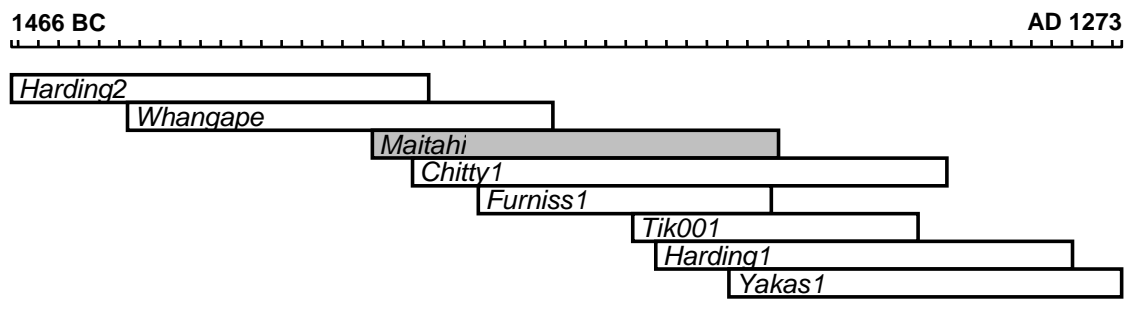 1466 BC AD 1273
Harding2
Whangape
Maitahi
Chitty1
Furniss1
Tik001
Harding1
Yakas1